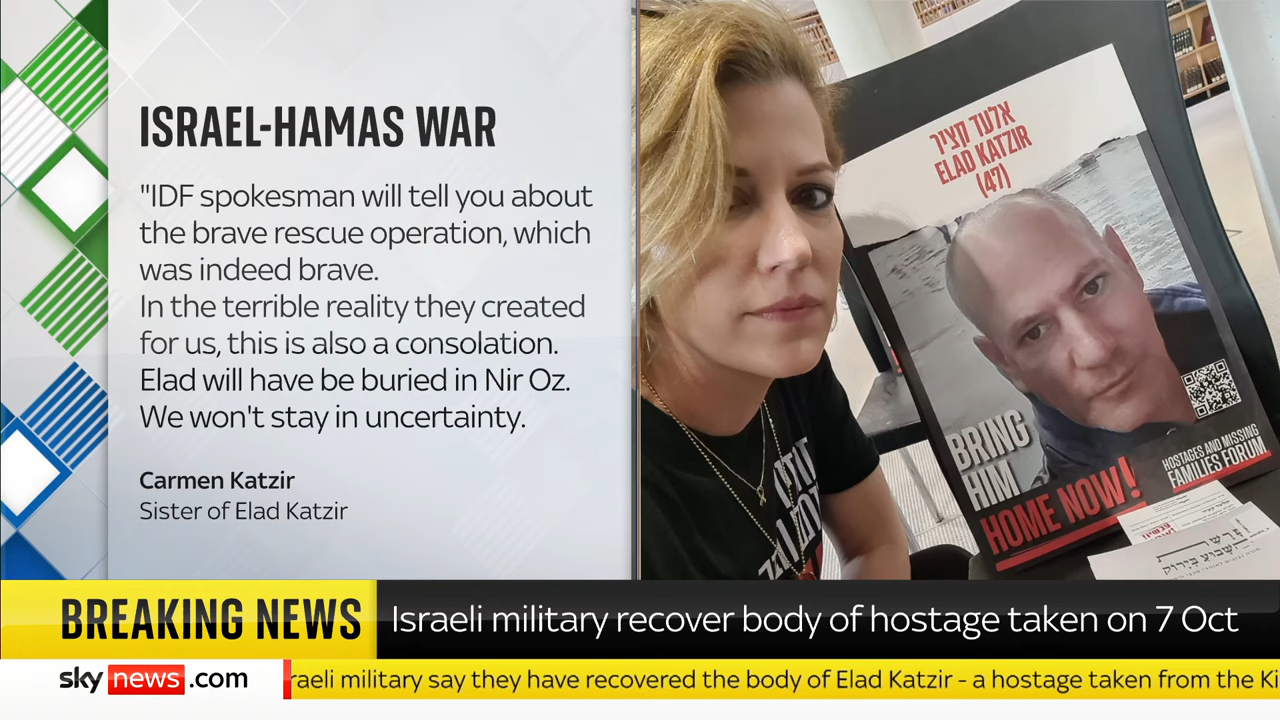 ISRAEL-HAMAS WAR
"IDF spokesman will tell you about
the brave rescue operation, which
was indeed brave.
In the terrible reality they created
for us, this is also a consolation.
Elad will have be buried in Nir Oz.
We won't stay in uncertainty.
Carmen Katzir
Sister of Elad Katzir
אלעד קציר
ELAD KATZIR
(47)
BRING
HIM
HOME NOW!
HOSTAGES AND MISSING
FAMILIES FORUM
BREAKING NEWS
Israeli military recover body of hostage taken on 7 Oct
sky news.com
raeli military say they have recovered the body of Elad Katzir - a hostage taken from the Ki